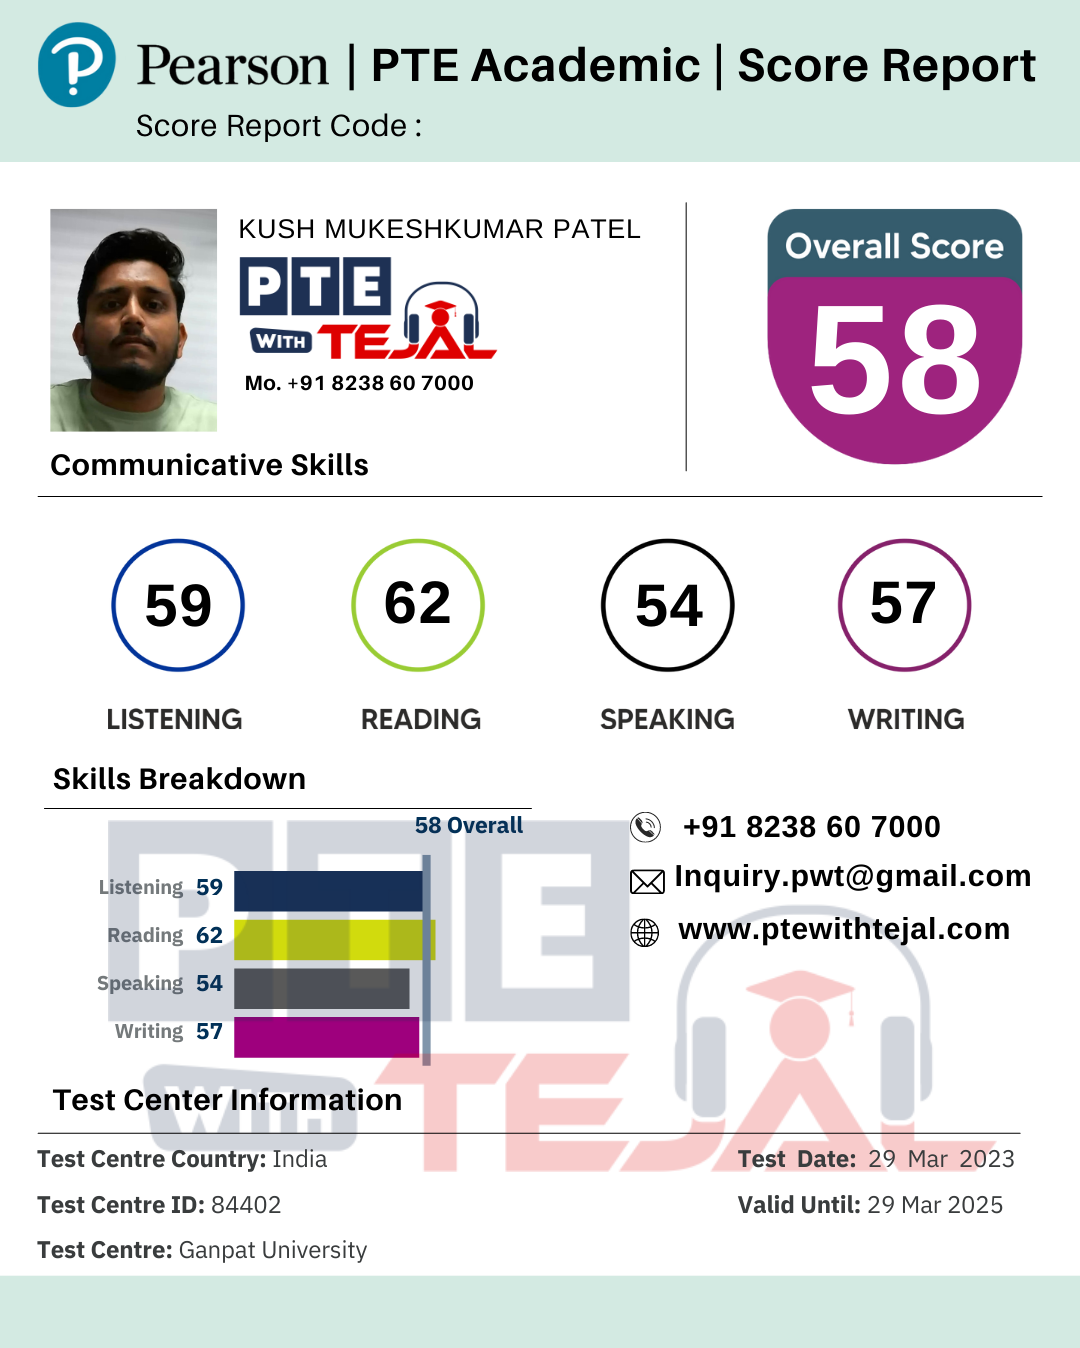 Pearson | PTE Academic | Score Report
Score Report Code :
KUSH MUKESHKUMAR PATEL
PTE
WITH TEJAL
Mo. +91 8238 60 7000
Overall Score
58
Communicative Skills
59 62 54 57
LISTENING READING SPEAKING WRITING
Skills Breakdown
58 Overall
Listening 59
Reading 62
Speaking 54
Writing 57
+91 8238 60 7000
Inquiry.pwt@gmail.com
www.ptewithtejal.com
PTE
WITH TEJAL
Test Center Information
Test Centre Country: India
Test Date: 29 Mar 2023
Test Centre ID: 84402
Valid Until: 29 Mar 2025
Test Centre: Ganpat University